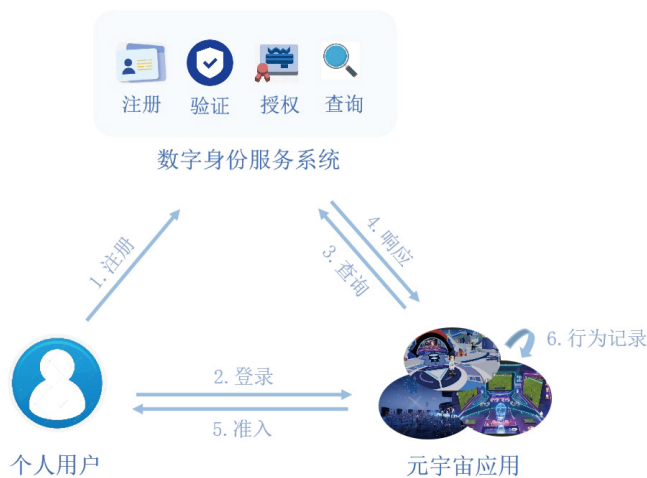 注册 验证 授权 查询
数字身份服务系统
1.注册
4.响应
3.查询
6.行为记录
2.登录
5.准入
个人用户
元宇宙应用